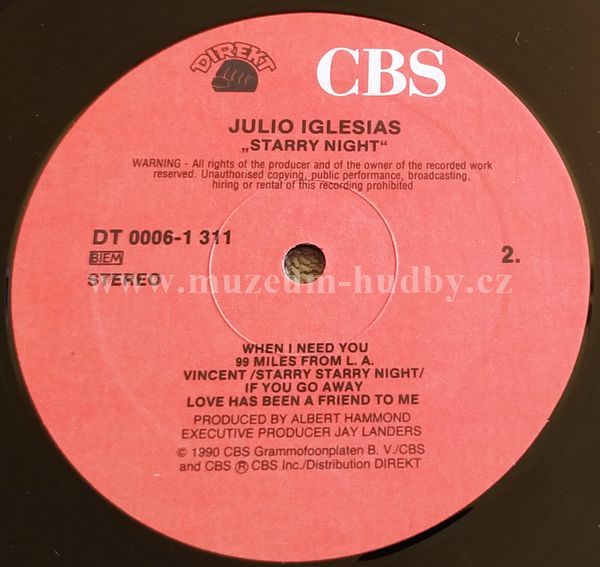 DIREKT
CBS
JULIO IGLESIAS
„STARRY NIGHT“
WARNING - All rights of the producer and of the owner of the recorded work
reserved. Unauthorised copying, public performance, broadcasting,
hiring or rental of this recording prohibited
DT 0006-1 311
BIEM
STEREO
2.
www.muzeum-hudby.cz
WHEN I NEED YOU
99 MILES FROM L. A.
VINCENT /STARRY STARRY NIGHT/
IF YOU GO AWAY
LOVE HAS BEEN A FRIEND TO ME
PRODUCED BY ALBERT HAMMOND
EXECUTIVE PRODUCER JAY LANDERS
© 1990 CBS Grammofoonplaten B. V./CBS
and CBS ® CBS Inc./Distribution DIREKT